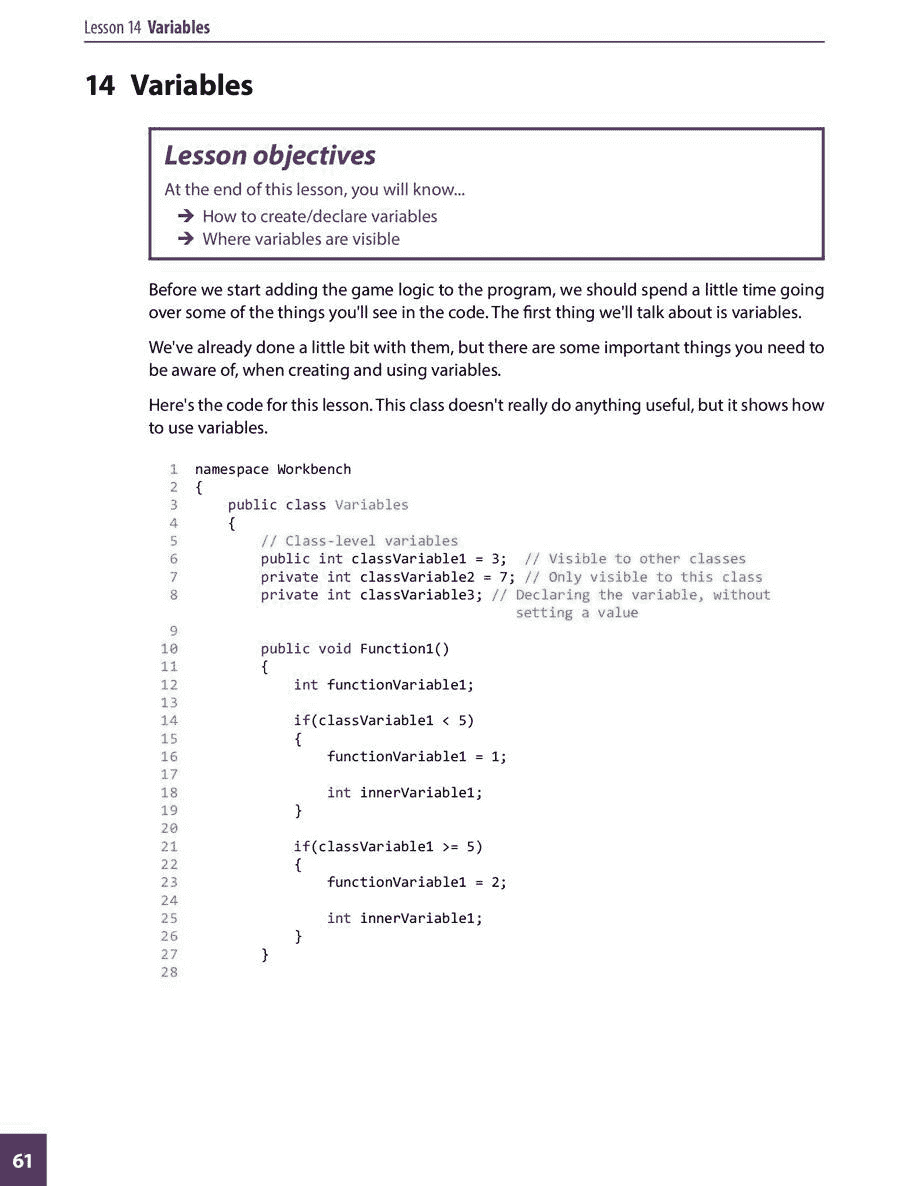 Lesson 14 Variables
14 Variables
Lesson objectives
At the end of this lesson, you will know...
➔ How to create/declare variables
➔ Where variables are visible
Before we start adding the game logic to the program, we should spend a little time going
over some of the things you'll see in the code. The first thing we'll talk about is variables.
We've already done a little bit with them, but there are some important things you need to
be aware of, when creating and using variables.
Here's the code for this lesson. This class doesn't really do anything useful, but it shows how
to use variables.
1 namespace Workbench
2 {
3     public class Variables
4     {
5         // Class-level variables
6         public int classVariable1 = 3;  // Visible to other classes
7         private int classVariable2 = 7; // Only visible to this class
8         private int classVariable3; // Declaring the variable, without
setting a value
9
10         public void Function1()
11         {
12             int functionVariable1;
13
14             if(classVariable1 < 5)
15             {
16                 functionVariable1 = 1;
17
18                 int innerVariable1;
19             }
20
21             if(classVariable1 >= 5)
22             {
23                 functionVariable1 = 2;
24
25                 int innerVariable1;
26             }
27         }
28
61